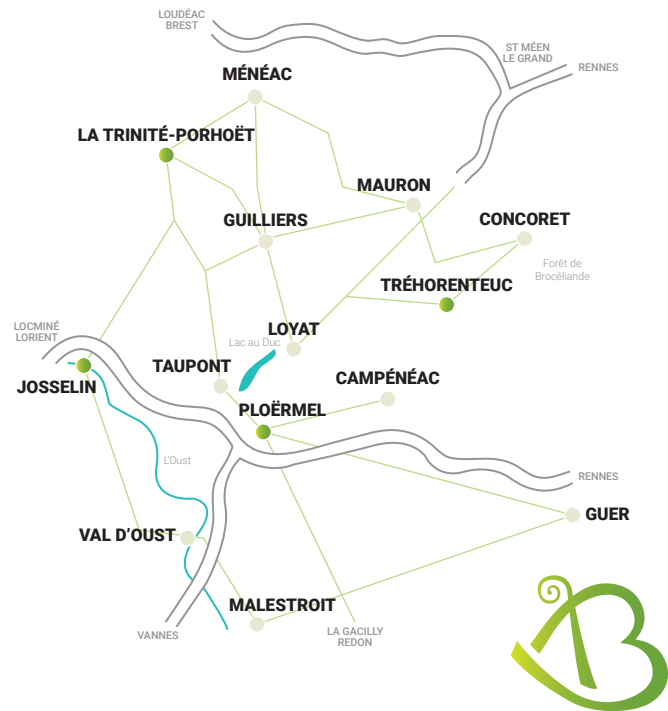 LOUDÉAC
BREST
ST MÉEN
LE GRAND
RENNES
MÉNÉAC
LA TRINITÉ-PORHOËT
MAURON
GUILLIERS
CONCORET
Forêt de
Brocéliande
TRÉHORENTEUC
LOCMINÉ
LORIENT
LOYAT
Lac au Duc
TAUPONT
CAMPÉNÉAC
JOSSELIN
PLOËRMEL
L'Oust
RENNES
GUER
VAL D'OUST
MALESTROIT
VANNES
LA GACILLY
REDON